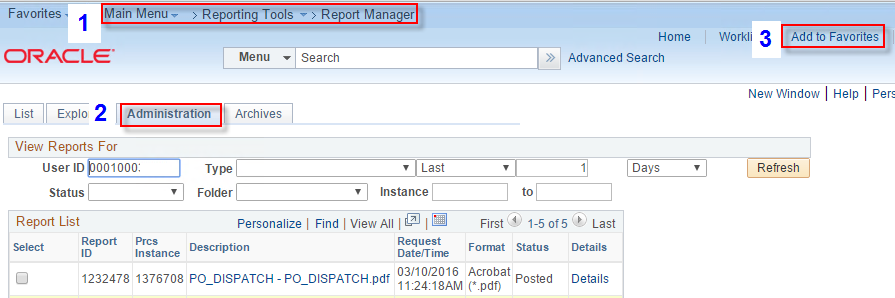 Favorites Main Menu > Reporting Tools > Report Manager
1
ORACLE
Home Workli 3 Add to Favorites
Menu Search >> Advanced Search
New Window | Help | Pers
List Explo 2 Administration Archives
View Reports For
User ID 0001000 Type Last 1 Days Refresh
Status Folder Instance to
Report List Personalize | Find | View All | | First 1-5 of 5 Last
Select Report ID Prcs Instance Description Request Date/Time Format Status Details
1232478 1376708 PO_DISPATCH - PO_DISPATCH.pdf 03/10/2016 11:24:18AM Acrobat (*.pdf) Posted Details